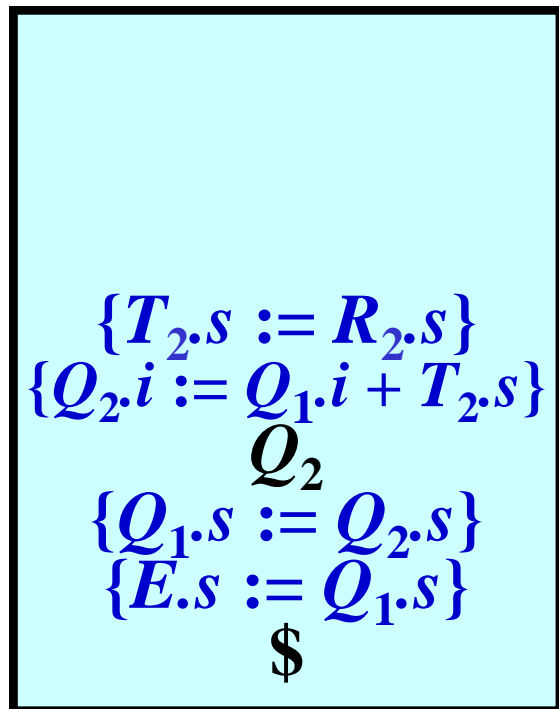 {T₂.s := R₂.s}
{Q₂.i := Q₁.i + T₂.s}
Q₂
{Q₁.s := Q₂.s}
{E.s := Q₁.s}
$